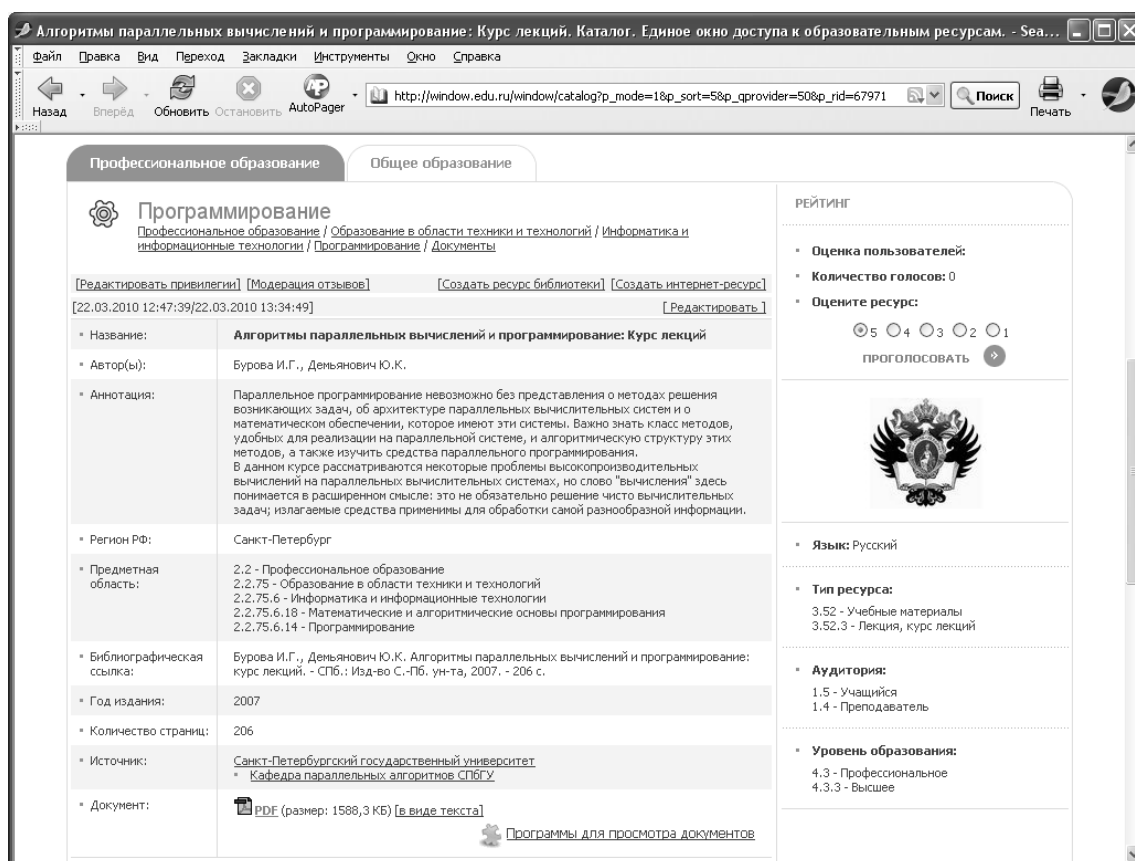 Алгоритмы параллельных вычислений и программирование: Курс лекций. Каталог. Единое окно доступа к образовательным ресурсам. - Sea...
Файл Правка Вид Переход Закладки Инструменты Окно Справка
Назад Вперёд Обновить Остановить AutoPager http://window.edu.ru/window/catalog?p_mode=1&p_sort=5&p_qprovider=50&p_rid=67971 Поиск Печать
Профессиональное образование Общее образование
Программирование
Профессиональное образование / Образование в области техники и технологий / Информатика и
информационные технологии / Программирование / Документы
[Редактировать привилегии] [Модерация отзывов] [Создать ресурс библиотеки] [Создать интернет-ресурс]
[22.03.2010 12:47:39/22.03.2010 13:34:49] [ Редактировать ]
Название: Алгоритмы параллельных вычислений и программирование: Курс лекций
Автор(ы): Бурова И.Г., Демьянович Ю.К.
Аннотация: Параллельное программирование невозможно без представления о методах решения
возникающих задач, об архитектуре параллельных вычислительных систем и о
математическом обеспечении, которое имеют эти системы. Важно знать класс методов,
удобных для реализации на параллельной системе, и алгоритмическую структуру этих
методов, а также изучить средства параллельного программирования.
В данном курсе рассматриваются некоторые проблемы высокопроизводительных
вычислений на параллельных вычислительных системах, но слово "вычисления" здесь
понимается в расширенном смысле: это не обязательно решение чисто вычислительных
задач; излагаемые средства применимы для обработки самой разнообразной информации.
Регион РФ: Санкт-Петербург
Предметная
область:
2.2 - Профессиональное образование
2.2.75 - Образование в области техники и технологий
2.2.75.6 - Информатика и информационные технологии
2.2.75.6.18 - Математические и алгоритмические основы программирования
2.2.75.6.14 - Программирование
Библиографическая
ссылка:
Бурова И.Г., Демьянович Ю.К. Алгоритмы параллельных вычислений и программирование:
курс лекций. - СПб.: Изд-во С.-Пб. ун-та, 2007. - 206 с.
Год издания: 2007
Количество страниц: 206
Источник: Санкт-Петербургский государственный университет
Кафедра параллельных алгоритмов СПбГУ
Документ: PDF (размер: 1588,3 КБ) [в виде текста]
Программы для просмотра документов
РЕЙТИНГ
Оценка пользователей:
Количество голосов: 0
Оцените ресурс:
5 4 3 2 1
ПРОГОЛОСОВАТЬ
Язык: Русский
Тип ресурса:
3.52 - Учебные материалы
3.52.3 - Лекция, курс лекций
Аудитория:
1.5 - Учащийся
1.4 - Преподаватель
Уровень образования:
4.3 - Профессиональное
4.3.3 - Высшее